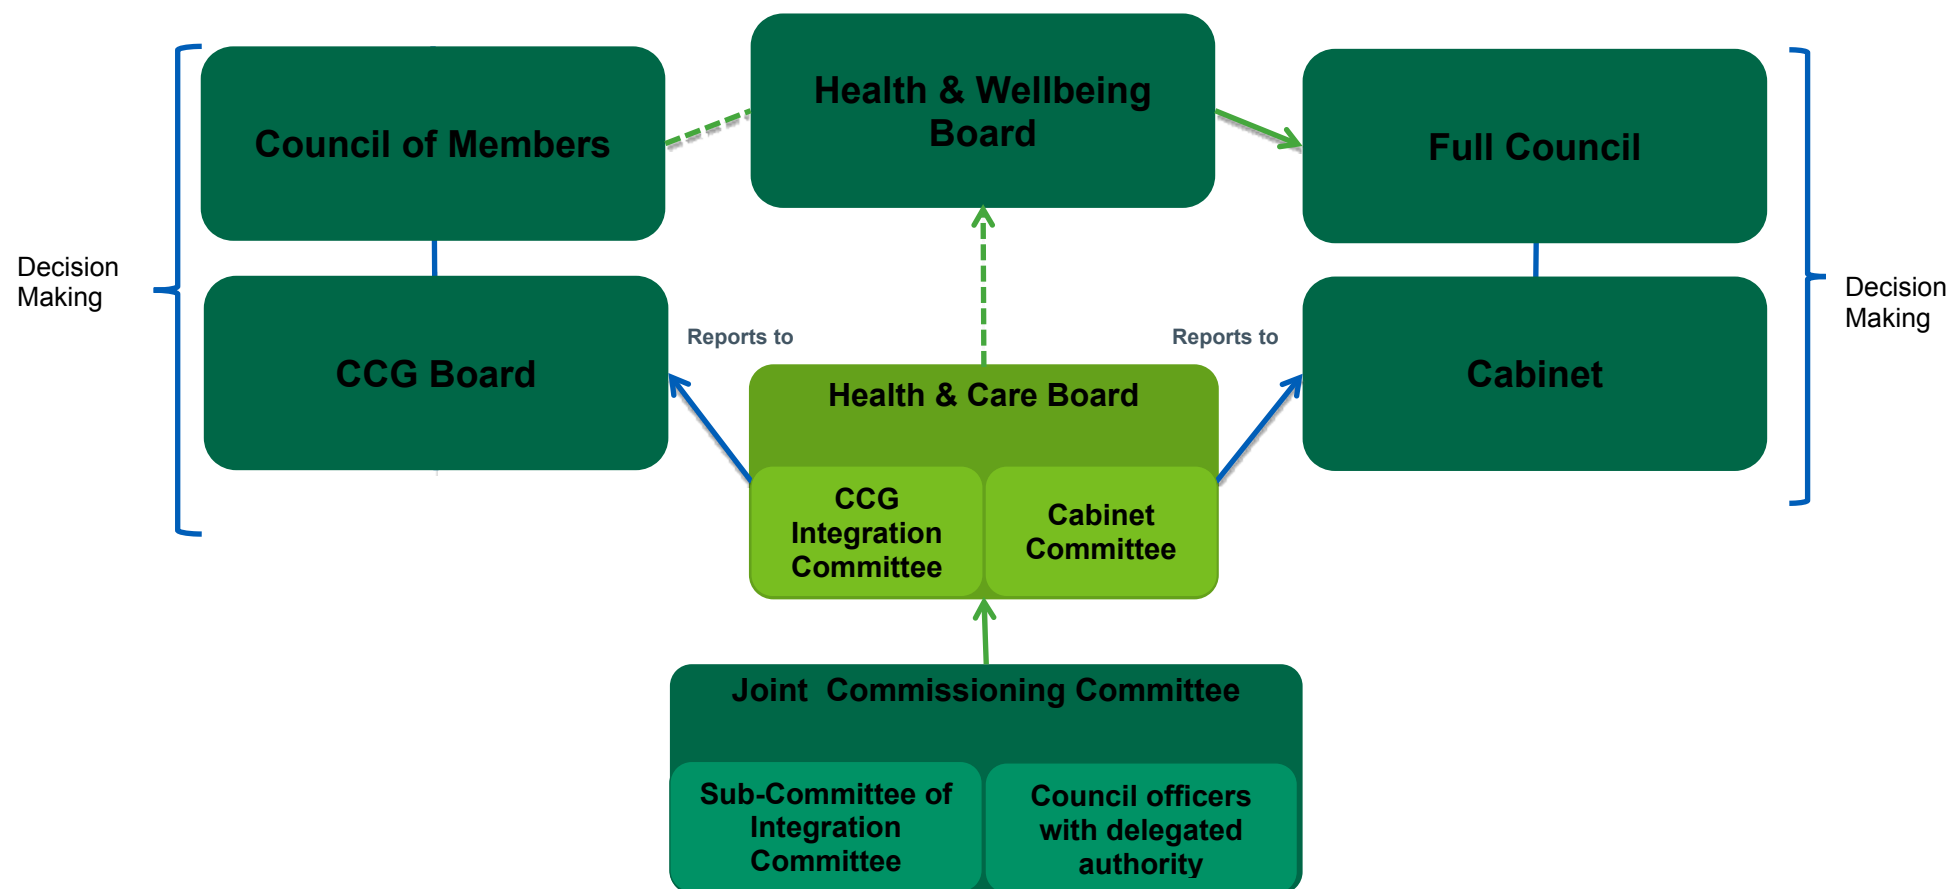 Health & Wellbeing
Board
Council of Members
Full Council
Decision
Making
Decision
Making
CCG Board
Reports to
Reports to
Cabinet
Health & Care Board
CCG
Integration
Committee
Cabinet
Committee
Joint Commissioning Committee
Sub-Committee of
Integration
Committee
Council officers
with delegated
authority